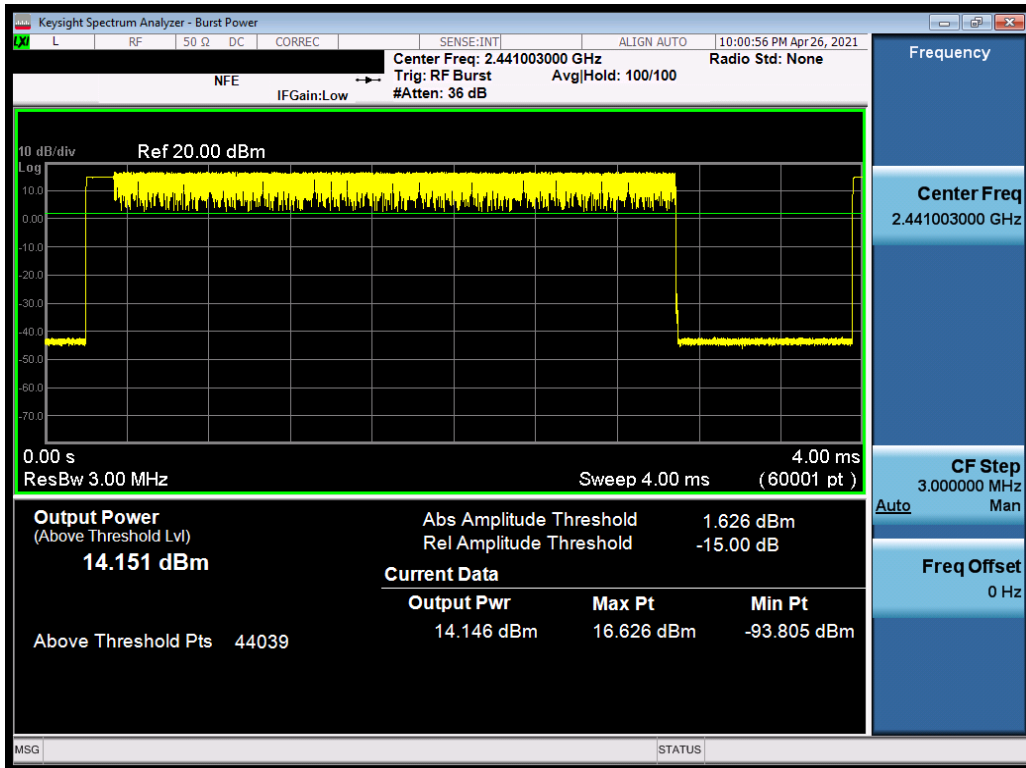 Keysight Spectrum Analyzer - Burst Power
LXI L RF 50 Ω DC CORREC SENSE:INT ALIGN AUTO 10:00:56 PM Apr 26, 2021
Center Freq: 2.441003000 GHz Radio Std: None
NFE Trig: RF Burst Avg|Hold: 100/100
IFGain:Low #Atten: 36 dB
10 dB/div Ref 20.00 dBm
Log
10.0
0.00
-10.0
-20.0
-30.0
-40.0
-50.0
-60.0
-70.0
0.00 s 4.00 ms
ResBw 3.00 MHz Sweep 4.00 ms (60001 pt )
Output Power
(Above Threshold Lvl)
14.151 dBm
Above Threshold Pts 44039
Abs Amplitude Threshold 1.626 dBm
Rel Amplitude Threshold -15.00 dB
Current Data
Output Pwr Max Pt Min Pt
14.146 dBm 16.626 dBm -93.805 dBm
Frequency
Center Freq
2.441003000 GHz
CF Step
3.000000 MHz
Auto Man
Freq Offset
0 Hz
MSG STATUS